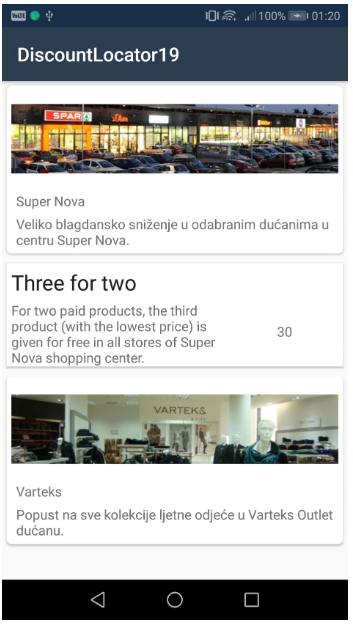 VoLTE
100%
01:20
DiscountLocator19
SPAR
Super Nova
Veliko blagdansko sniženje u odabranim dućanima u
centru Super Nova.
Three for two
For two paid products, the third
product (with the lowest price) is
given for free in all stores of Super
Nova shopping center.
30
VARTEKS
Varteks
Popust na sve kolekcije ljetne odjeće u Varteks Outlet
dućanu.